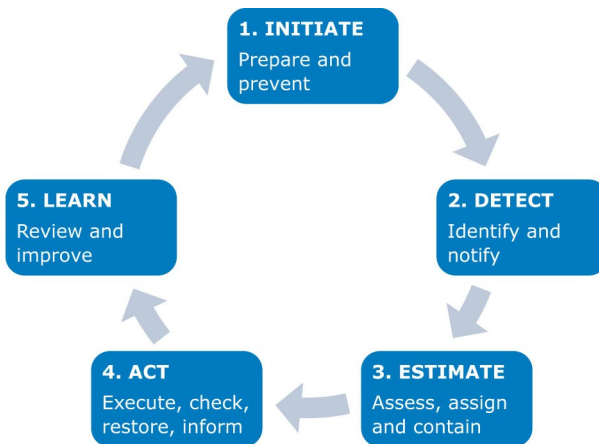 1. INITIATE
Prepare and
prevent
2. DETECT
Identify and
notify
3. ESTIMATE
Assess, assign
and contain
4. ACT
Execute, check,
restore, inform
5. LEARN
Review and
improve